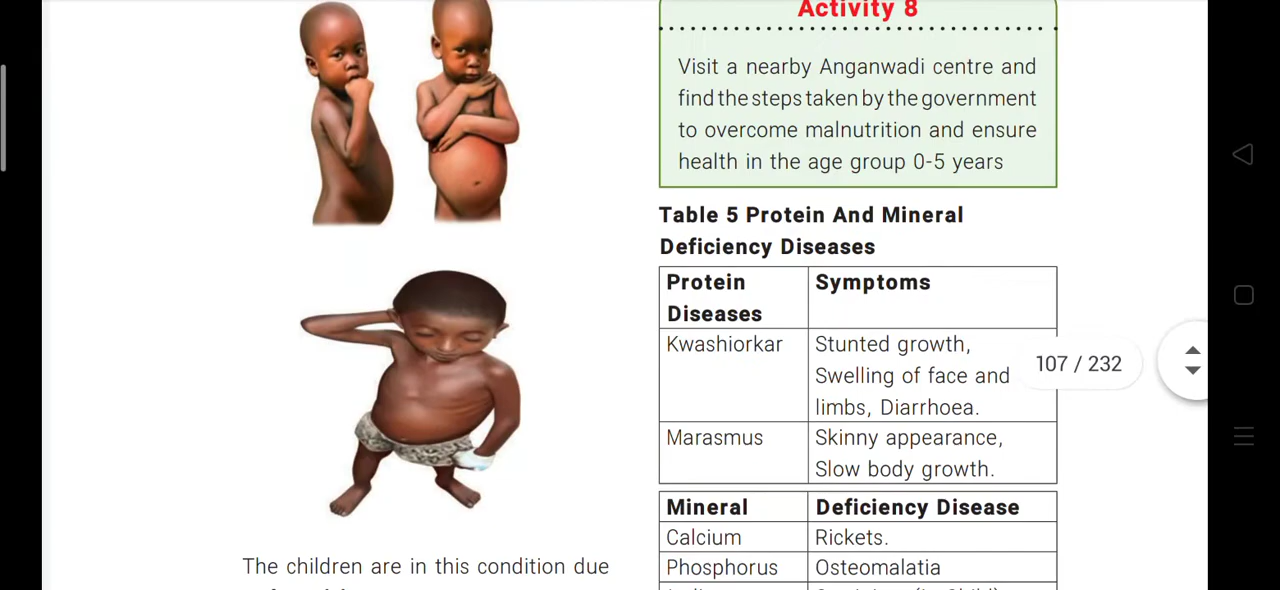 Activity 8
Visit a nearby Anganwadi centre and
find the steps taken by the government
to overcome malnutrition and ensure
health in the age group 0-5 years
Table 5 Protein And Mineral
Deficiency Diseases
Protein Diseases Symptoms
Kwashiorkar Stunted growth,
Swelling of face and
limbs, Diarrhoea.
Marasmus Skinny appearance,
Slow body growth.
Mineral Deficiency Disease
Calcium Rickets.
Phosphorus Osteomalatia
The children are in this condition due
107 / 232